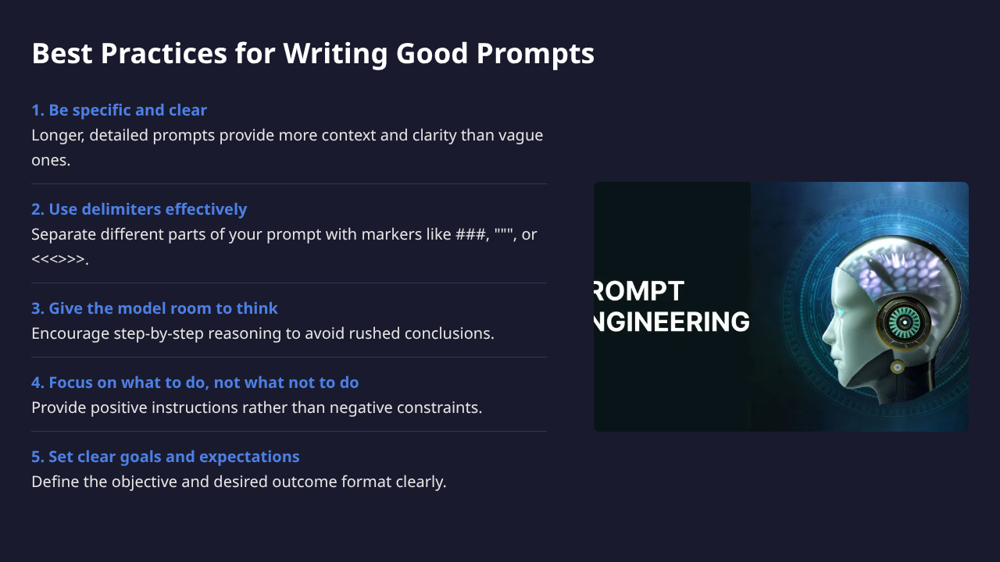 Best Practices for Writing Good Prompts
1. Be specific and clear
Longer, detailed prompts provide more context and clarity than vague
ones.
2. Use delimiters effectively
Separate different parts of your prompt with markers like ###, """, or
<<<>>>.
3. Give the model room to think
Encourage step-by-step reasoning to avoid rushed conclusions.
4. Focus on what to do, not what not to do
Provide positive instructions rather than negative constraints.
5. Set clear goals and expectations
Define the objective and desired outcome format clearly.
ROMPT
NGINEERING